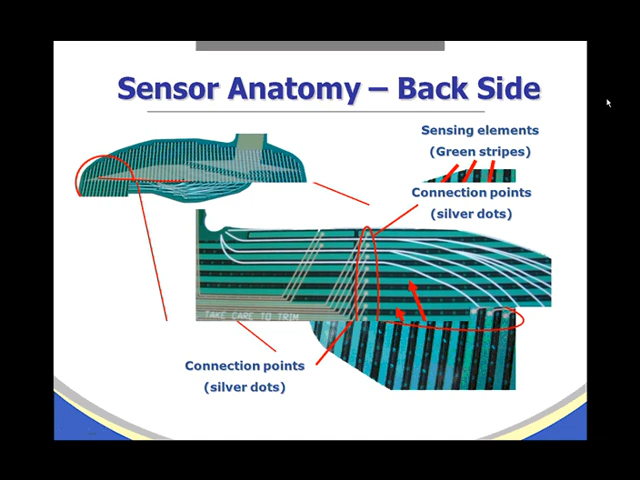 Sensor Anatomy – Back Side
Sensing elements
(Green stripes)
Connection points
(silver dots)
TAKE CARE TO TRIM
Connection points
(silver dots)